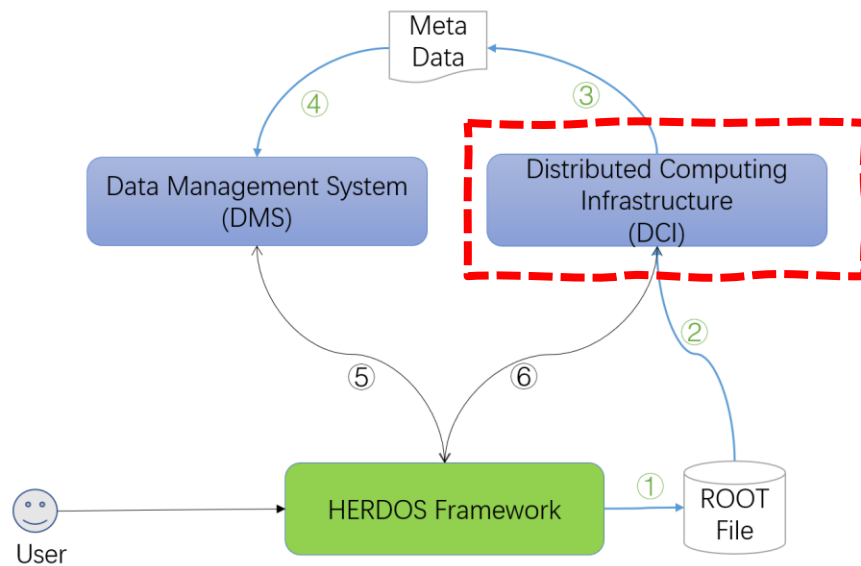 Meta
Data
④
③
Data Management System
(DMS)
Distributed Computing
Infrastructure
(DCI)
②
⑤
⑥
①
HERDOS Framework
ROOT
File
User